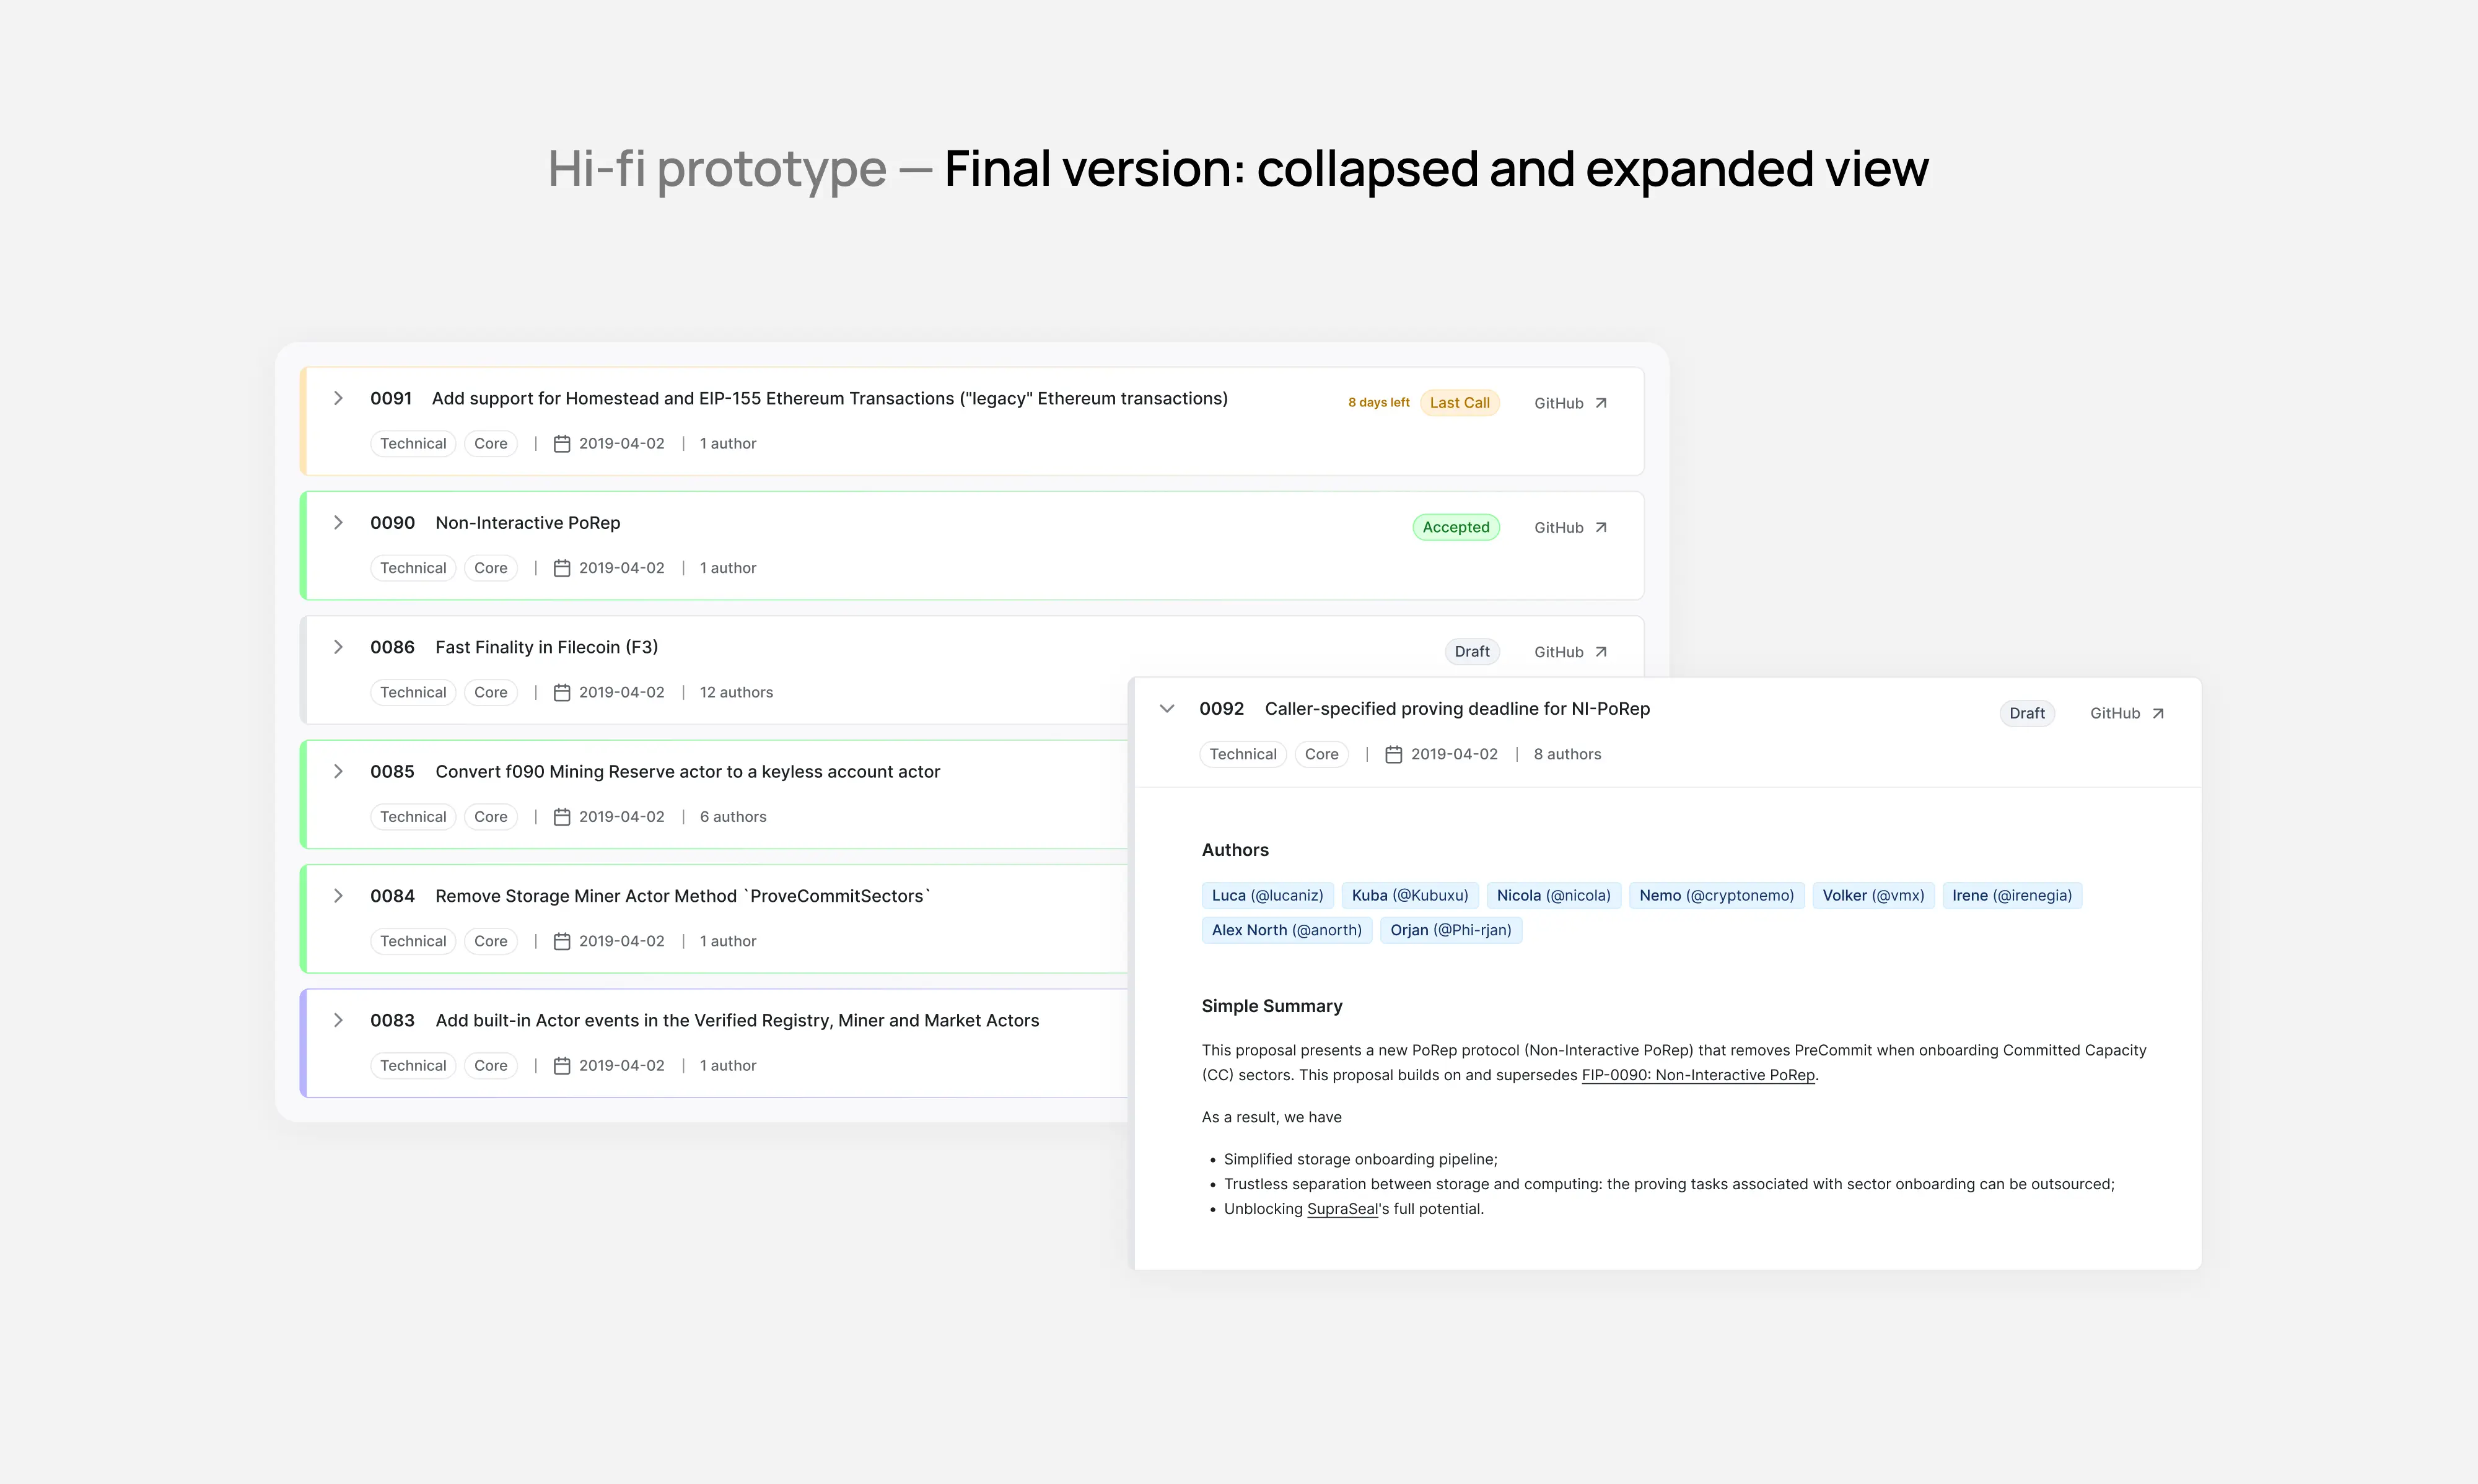 Hi-fi prototype — Final version: collapsed and expanded view
0091 Add support for Homestead and EIP-155 Ethereum Transactions ("legacy" Ethereum transactions) 8 days left Last Call GitHub
Technical Core | 2019-04-02 | 1 author
0090 Non-Interactive PoRep Accepted GitHub
Technical Core | 2019-04-02 | 1 author
0086 Fast Finality in Filecoin (F3) Draft GitHub
Technical Core | 2019-04-02 | 12 authors
0085 Convert f090 Mining Reserve actor to a keyless account actor
Technical Core | 2019-04-02 | 6 authors
0084 Remove Storage Miner Actor Method `ProveCommitSectors`
Technical Core | 2019-04-02 | 1 author
0083 Add built-in Actor events in the Verified Registry, Miner and Market Actors
Technical Core | 2019-04-02 | 1 author
0092 Caller-specified proving deadline for NI-PoRep Draft GitHub
Technical Core | 2019-04-02 | 8 authors
Authors
Luca (@lucaniz) Kuba (@Kubuxu) Nicola (@nicola) Nemo (@cryptonemo) Volker (@vmx) Irene (@irenegia)
Alex North (@anorth) Orjan (@Phi-rjan)
Simple Summary
This proposal presents a new PoRep protocol (Non-Interactive PoRep) that removes PreCommit when onboarding Committed Capacity
(CC) sectors. This proposal builds on and supersedes FIP-0090: Non-Interactive PoRep.
As a result, we have
• Simplified storage onboarding pipeline;
• Trustless separation between storage and computing: the proving tasks associated with sector onboarding can be outsourced;
• Unblocking SupraSeal's full potential.